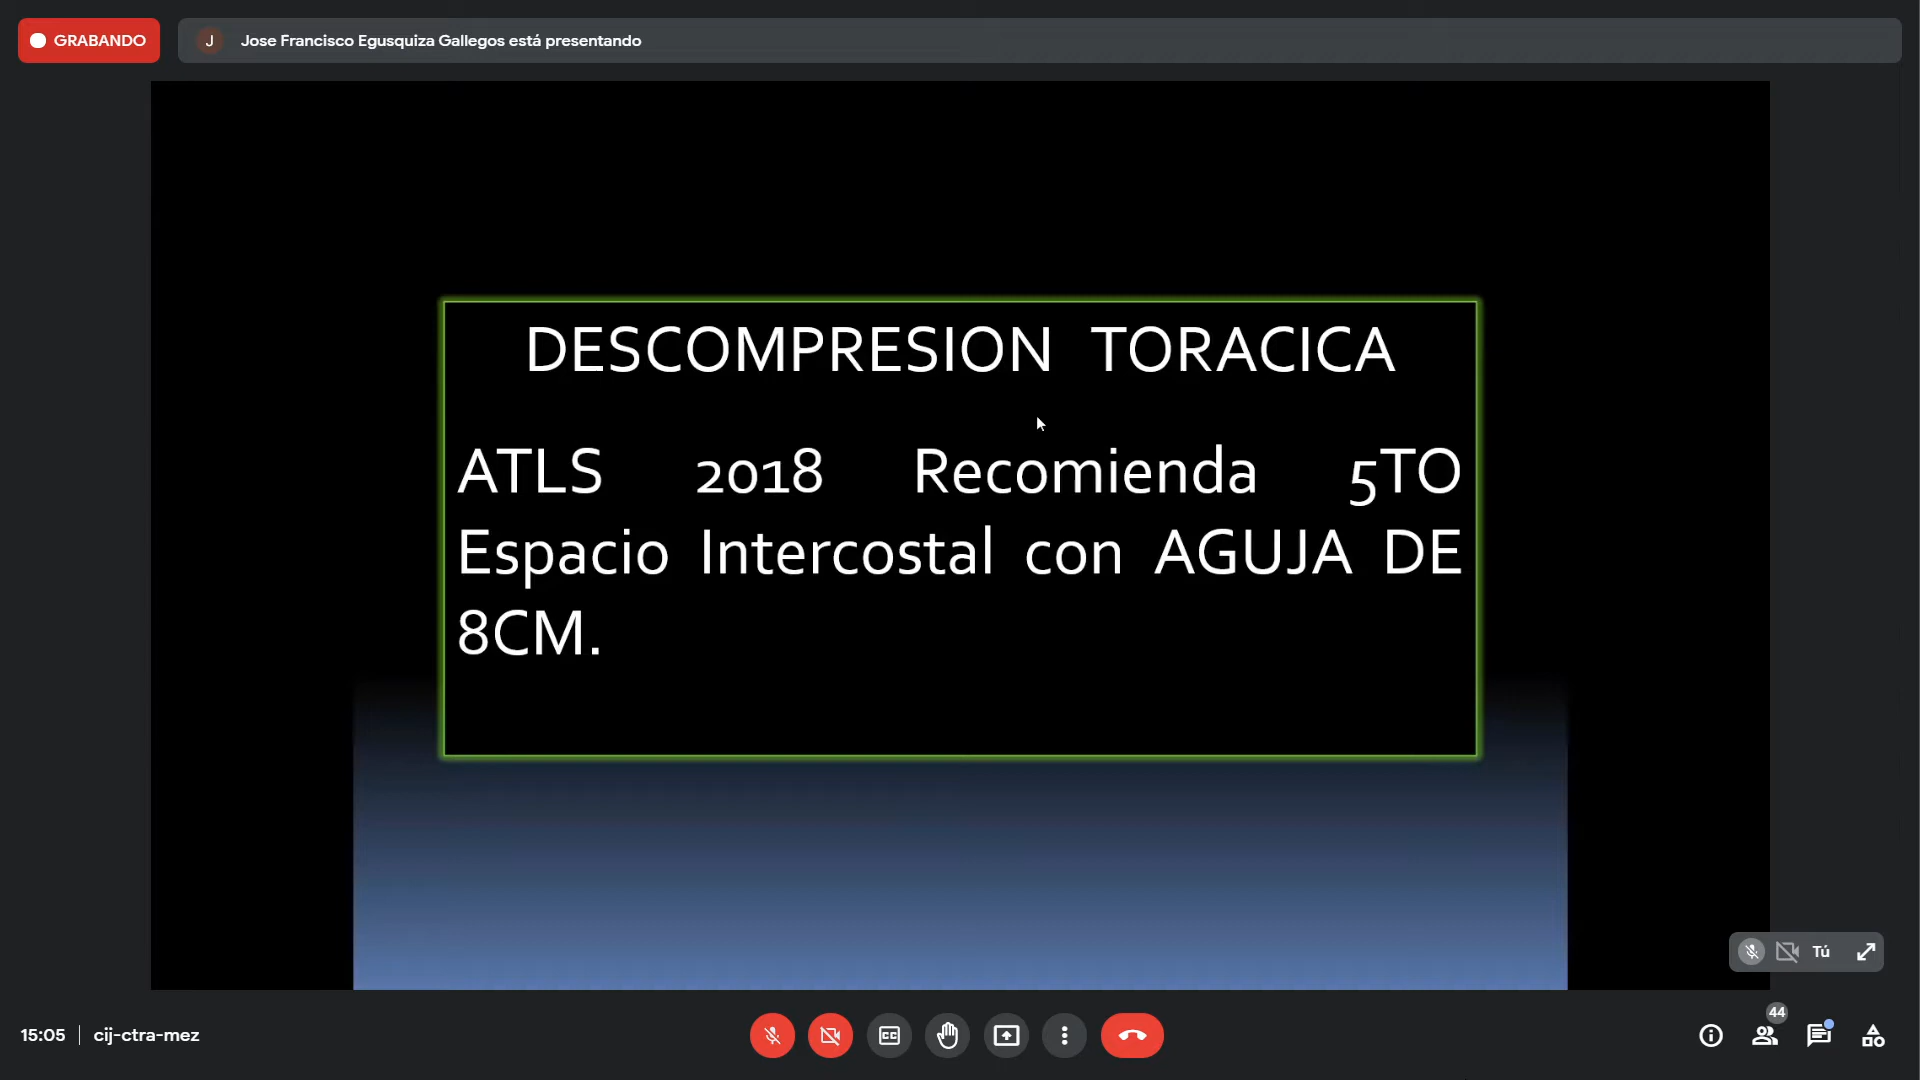 GRABANDO
J
Jose Francisco Egusquiza Gallegos está presentando
DESCOMPRESION TORACICA
ATLS 2018 Recomienda 5TO
Espacio Intercostal con AGUJA DE
8CM.
Tú
15:05 | cij-ctra-mez
CC
44